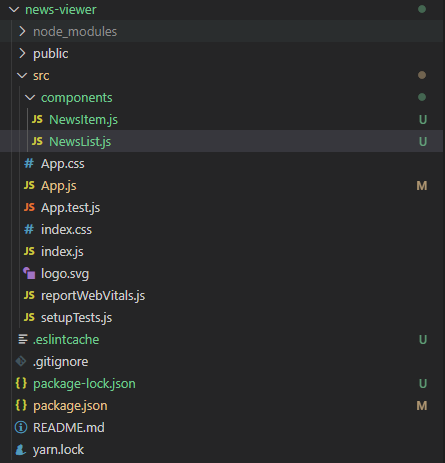 news-viewer
node_modules
public
src
components
JS NewsItem.js U
JS NewsList.js U
# App.css
JS App.js M
JS App.test.js
# index.css
JS index.js
logo.svg
JS reportWebVitals.js
JS setupTests.js
.eslintcache U
.gitignore
{} package-lock.json U
{} package.json M
README.md
yarn.lock